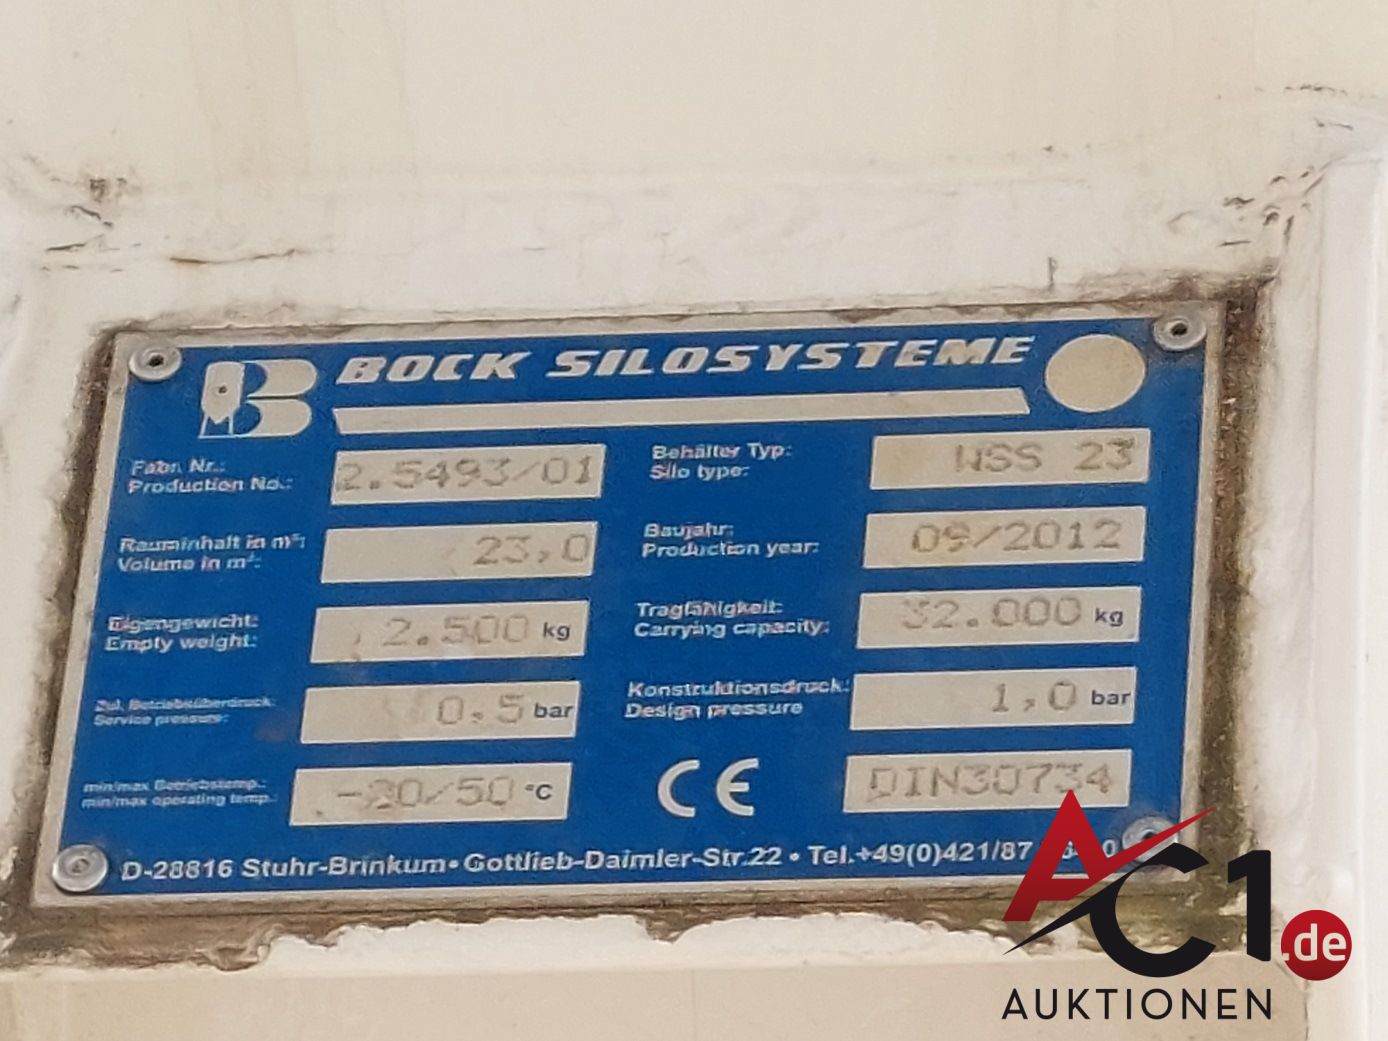 B BOCK SILOSYSTEME
Fabr. Nr.:
Production No.:
2.5493/01
Behälter Typ:
Silo type:
WSS 23
Rauminhalt in m³:
Volume in m³:
23,0
Baujahr:
Production year:
09/2012
Eigengewicht:
Empty weight:
2.500 kg
Tragfähigkeit:
Carrying capacity:
32.000 kg
Zul. Betriebsüberdruck:
Service pressure:
0.5 bar
Konstruktionsdruck:
Design pressure
1,0 bar
min/max Betriebstemp.:
min/max operating temp.:
-20/50 °C
CE
DIN30734
D-28816 Stuhr-Brinkum • Gottlieb-Daimler-Str.22 • Tel.+49(0)421/87
AC1.de
AUKTIONEN